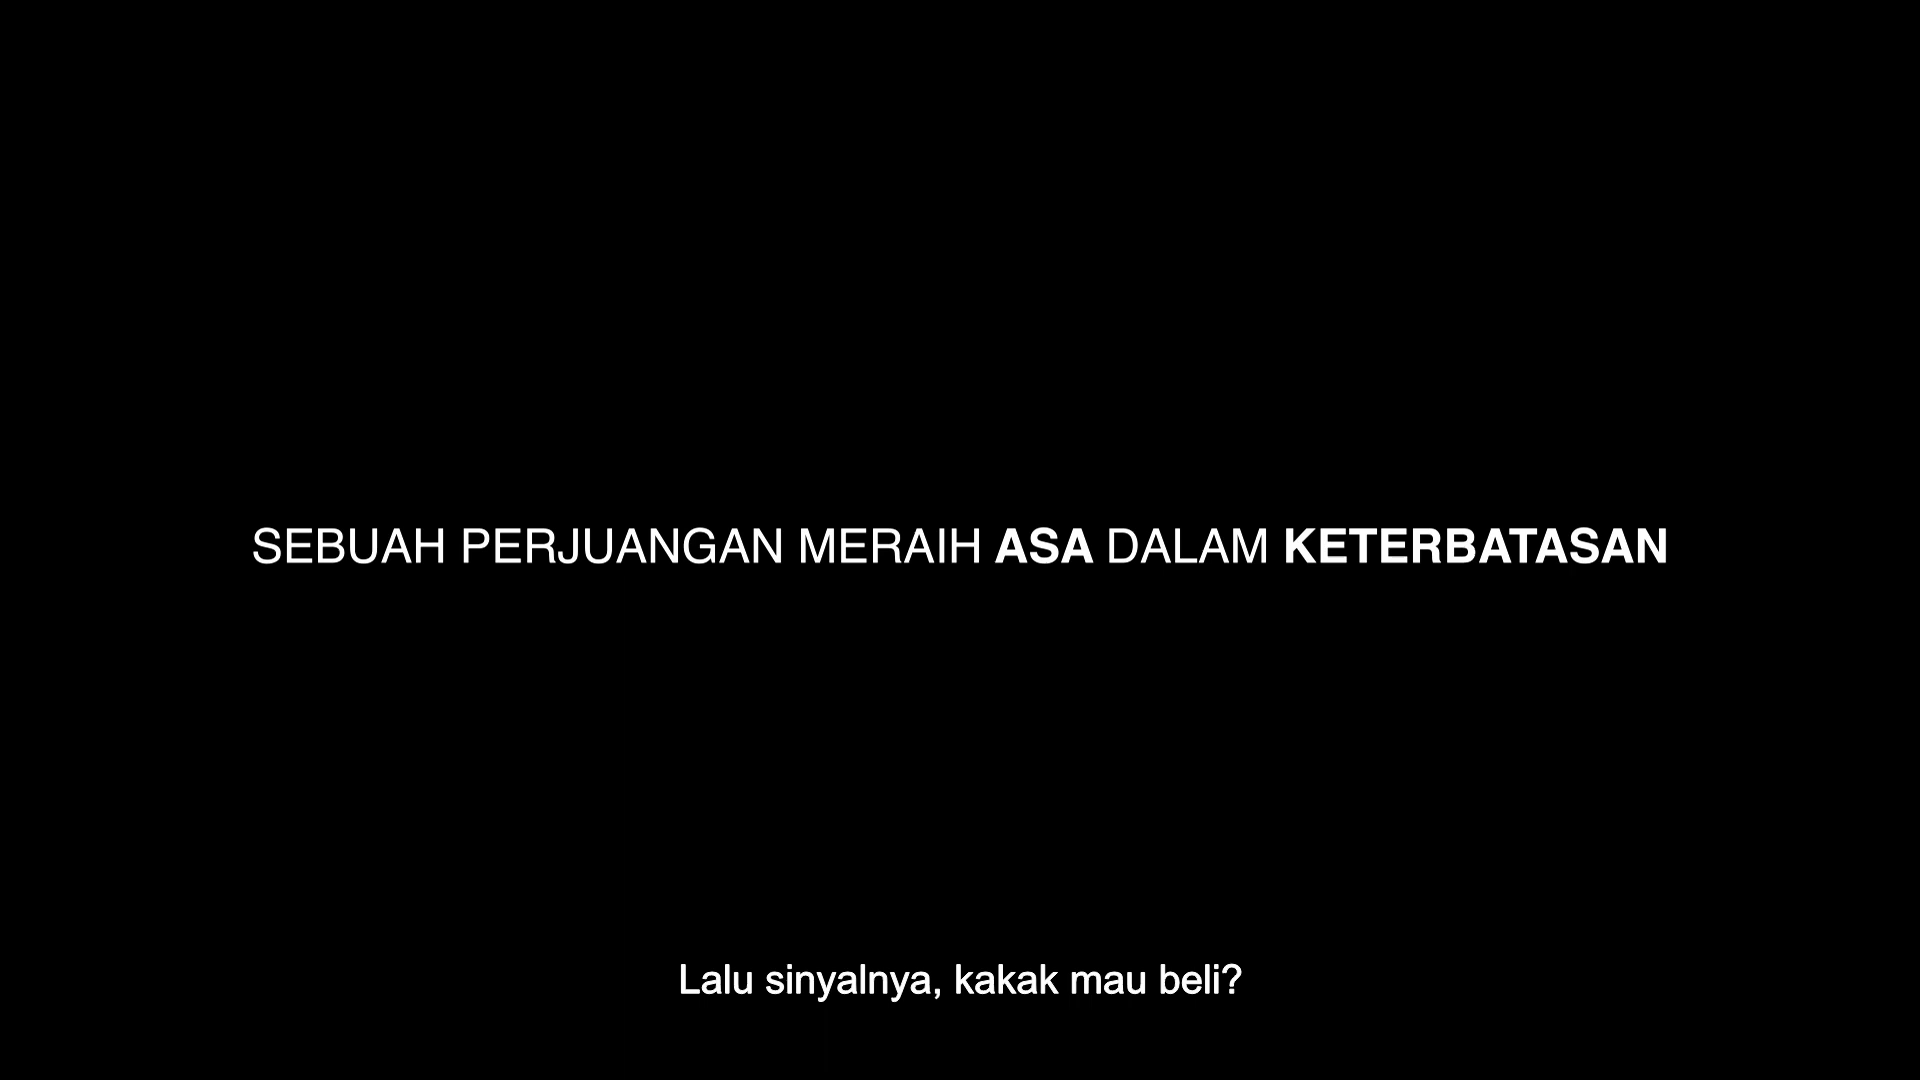 SEBUAH PERJUANGAN MERAIH ASA DALAM KETERBATASAN
Lalu sinyalnya, kakak mau beli?